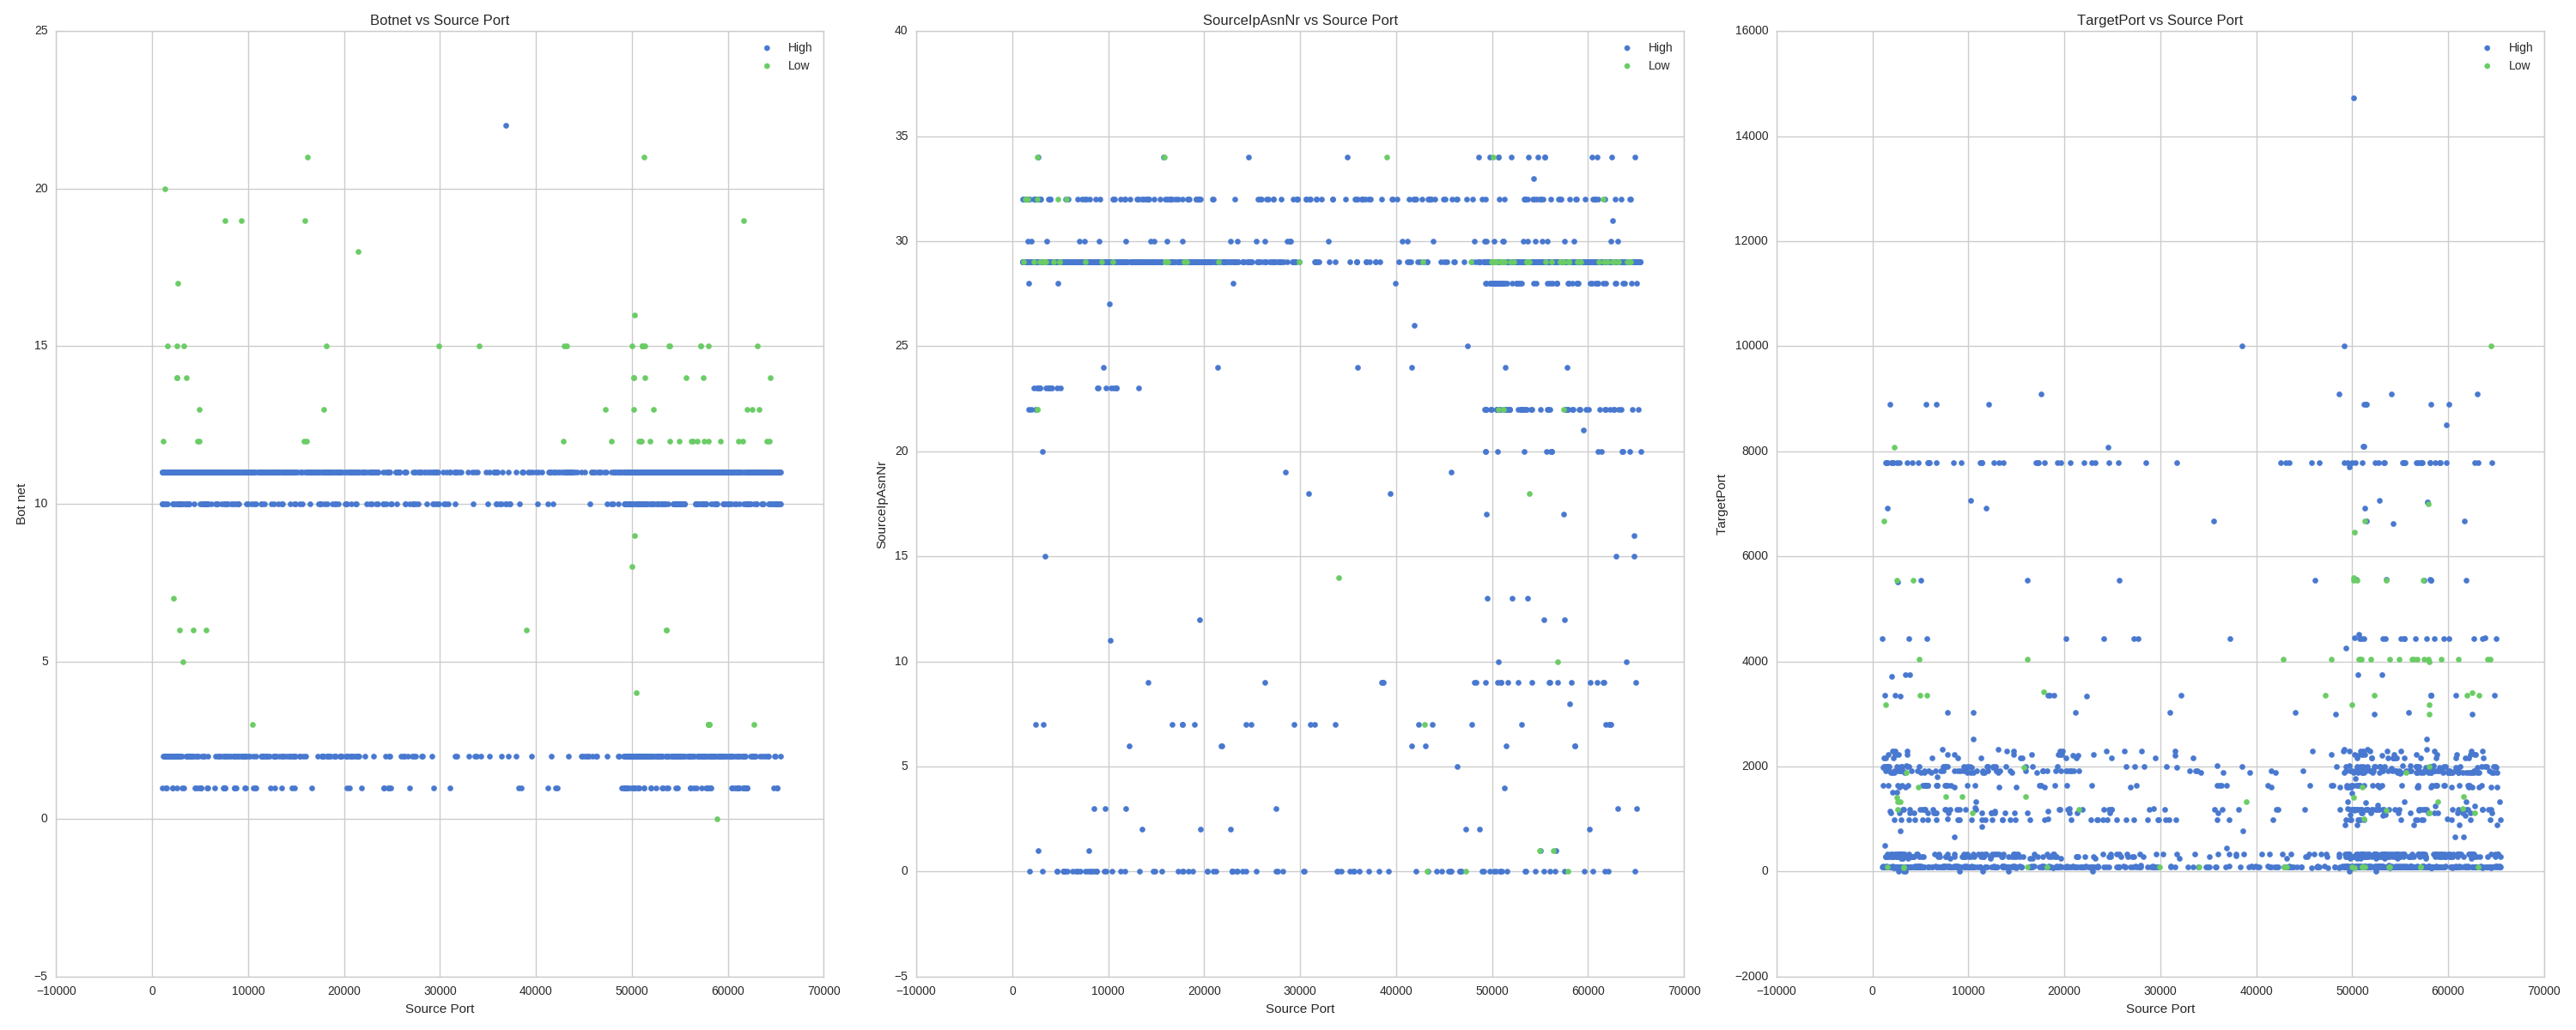 Botnet vs Source Port
High
Low
25
20
15
10
5
0
−5
Bot net
−10000 0 10000 20000 30000 40000 50000 60000 70000
Source Port
SourceIpAsnNr vs Source Port
High
Low
40
35
30
25
20
15
10
5
0
−5
SourceIpAsnNr
−10000 0 10000 20000 30000 40000 50000 60000 70000
Source Port
TargetPort vs Source Port
High
Low
16000
14000
12000
10000
8000
6000
4000
2000
0
−2000
TargetPort
−10000 0 10000 20000 30000 40000 50000 60000 70000
Source Port